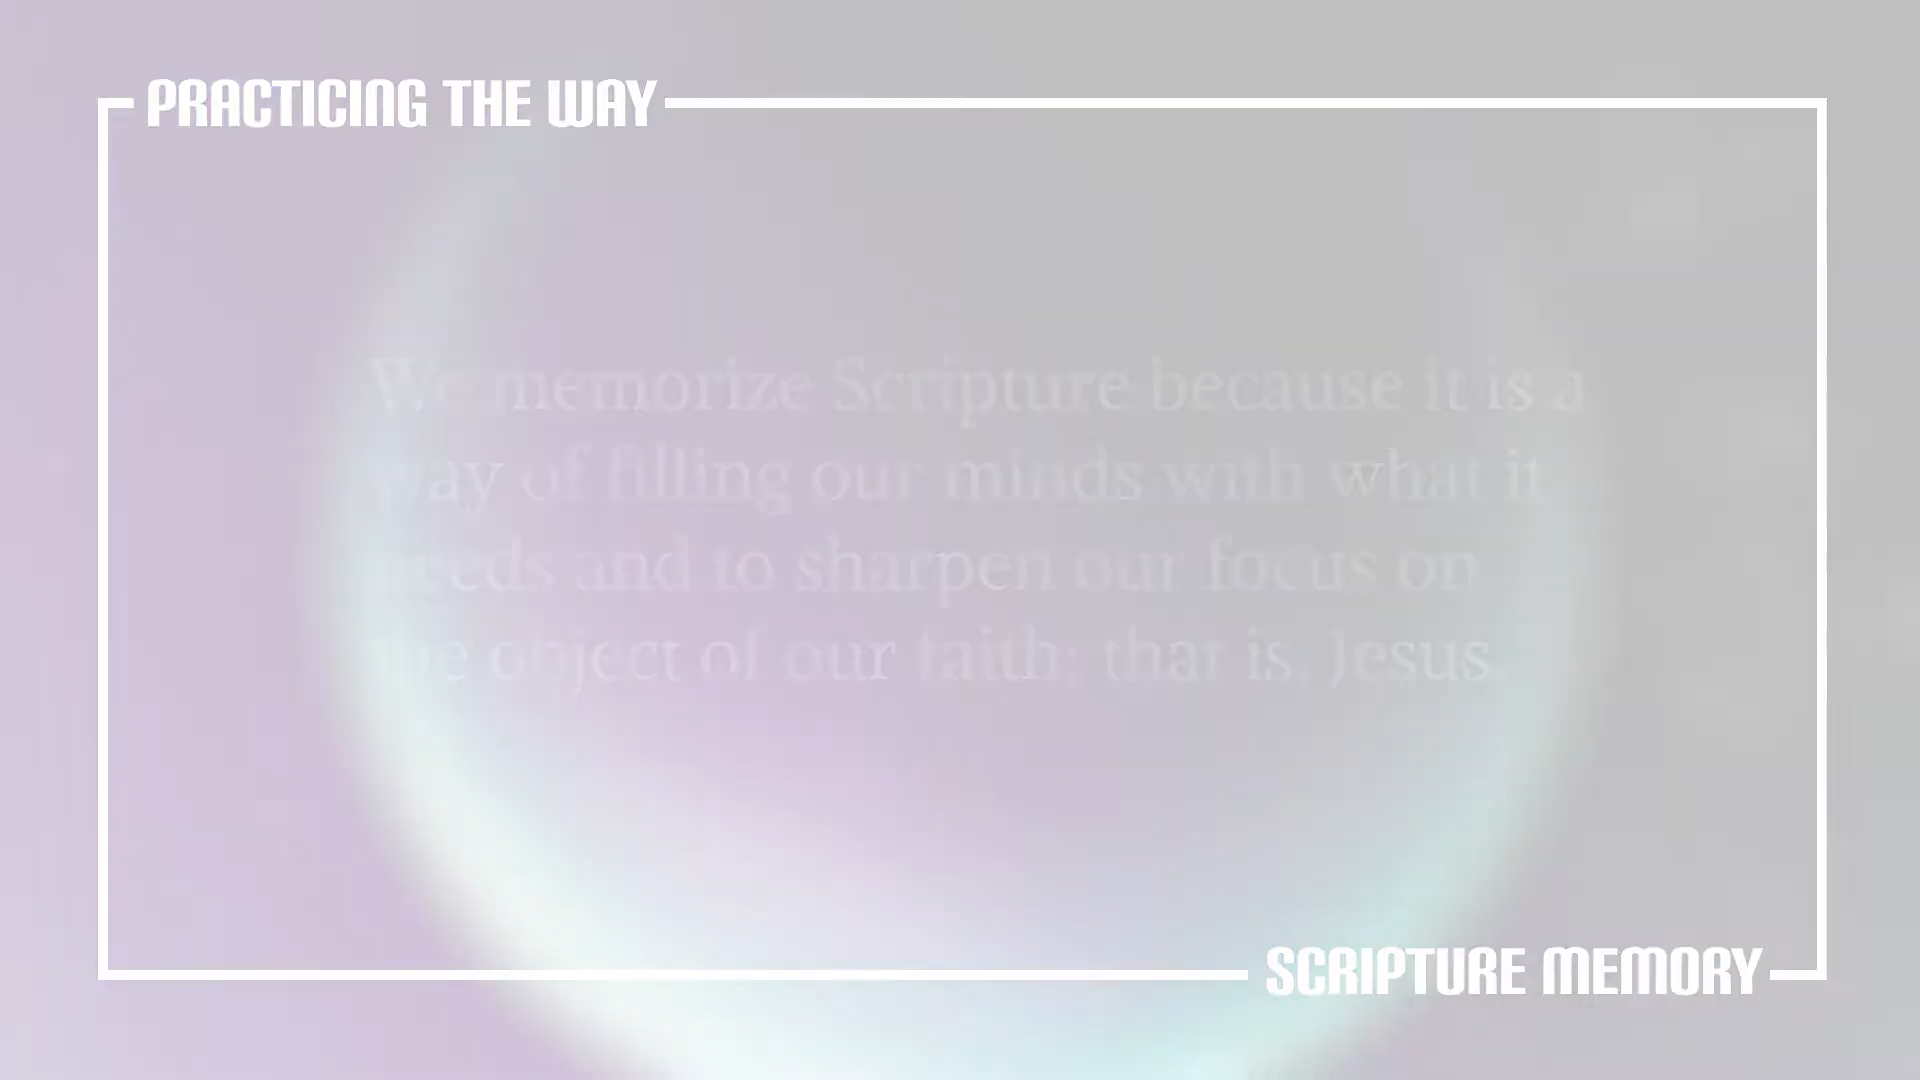 PRACTICING THE WAY
We memorize Scripture because it is a
way of filling our minds with what it
needs and to sharpen our focus on
the object of our faith; that is, Jesus.
SCRIPTURE MEMORY